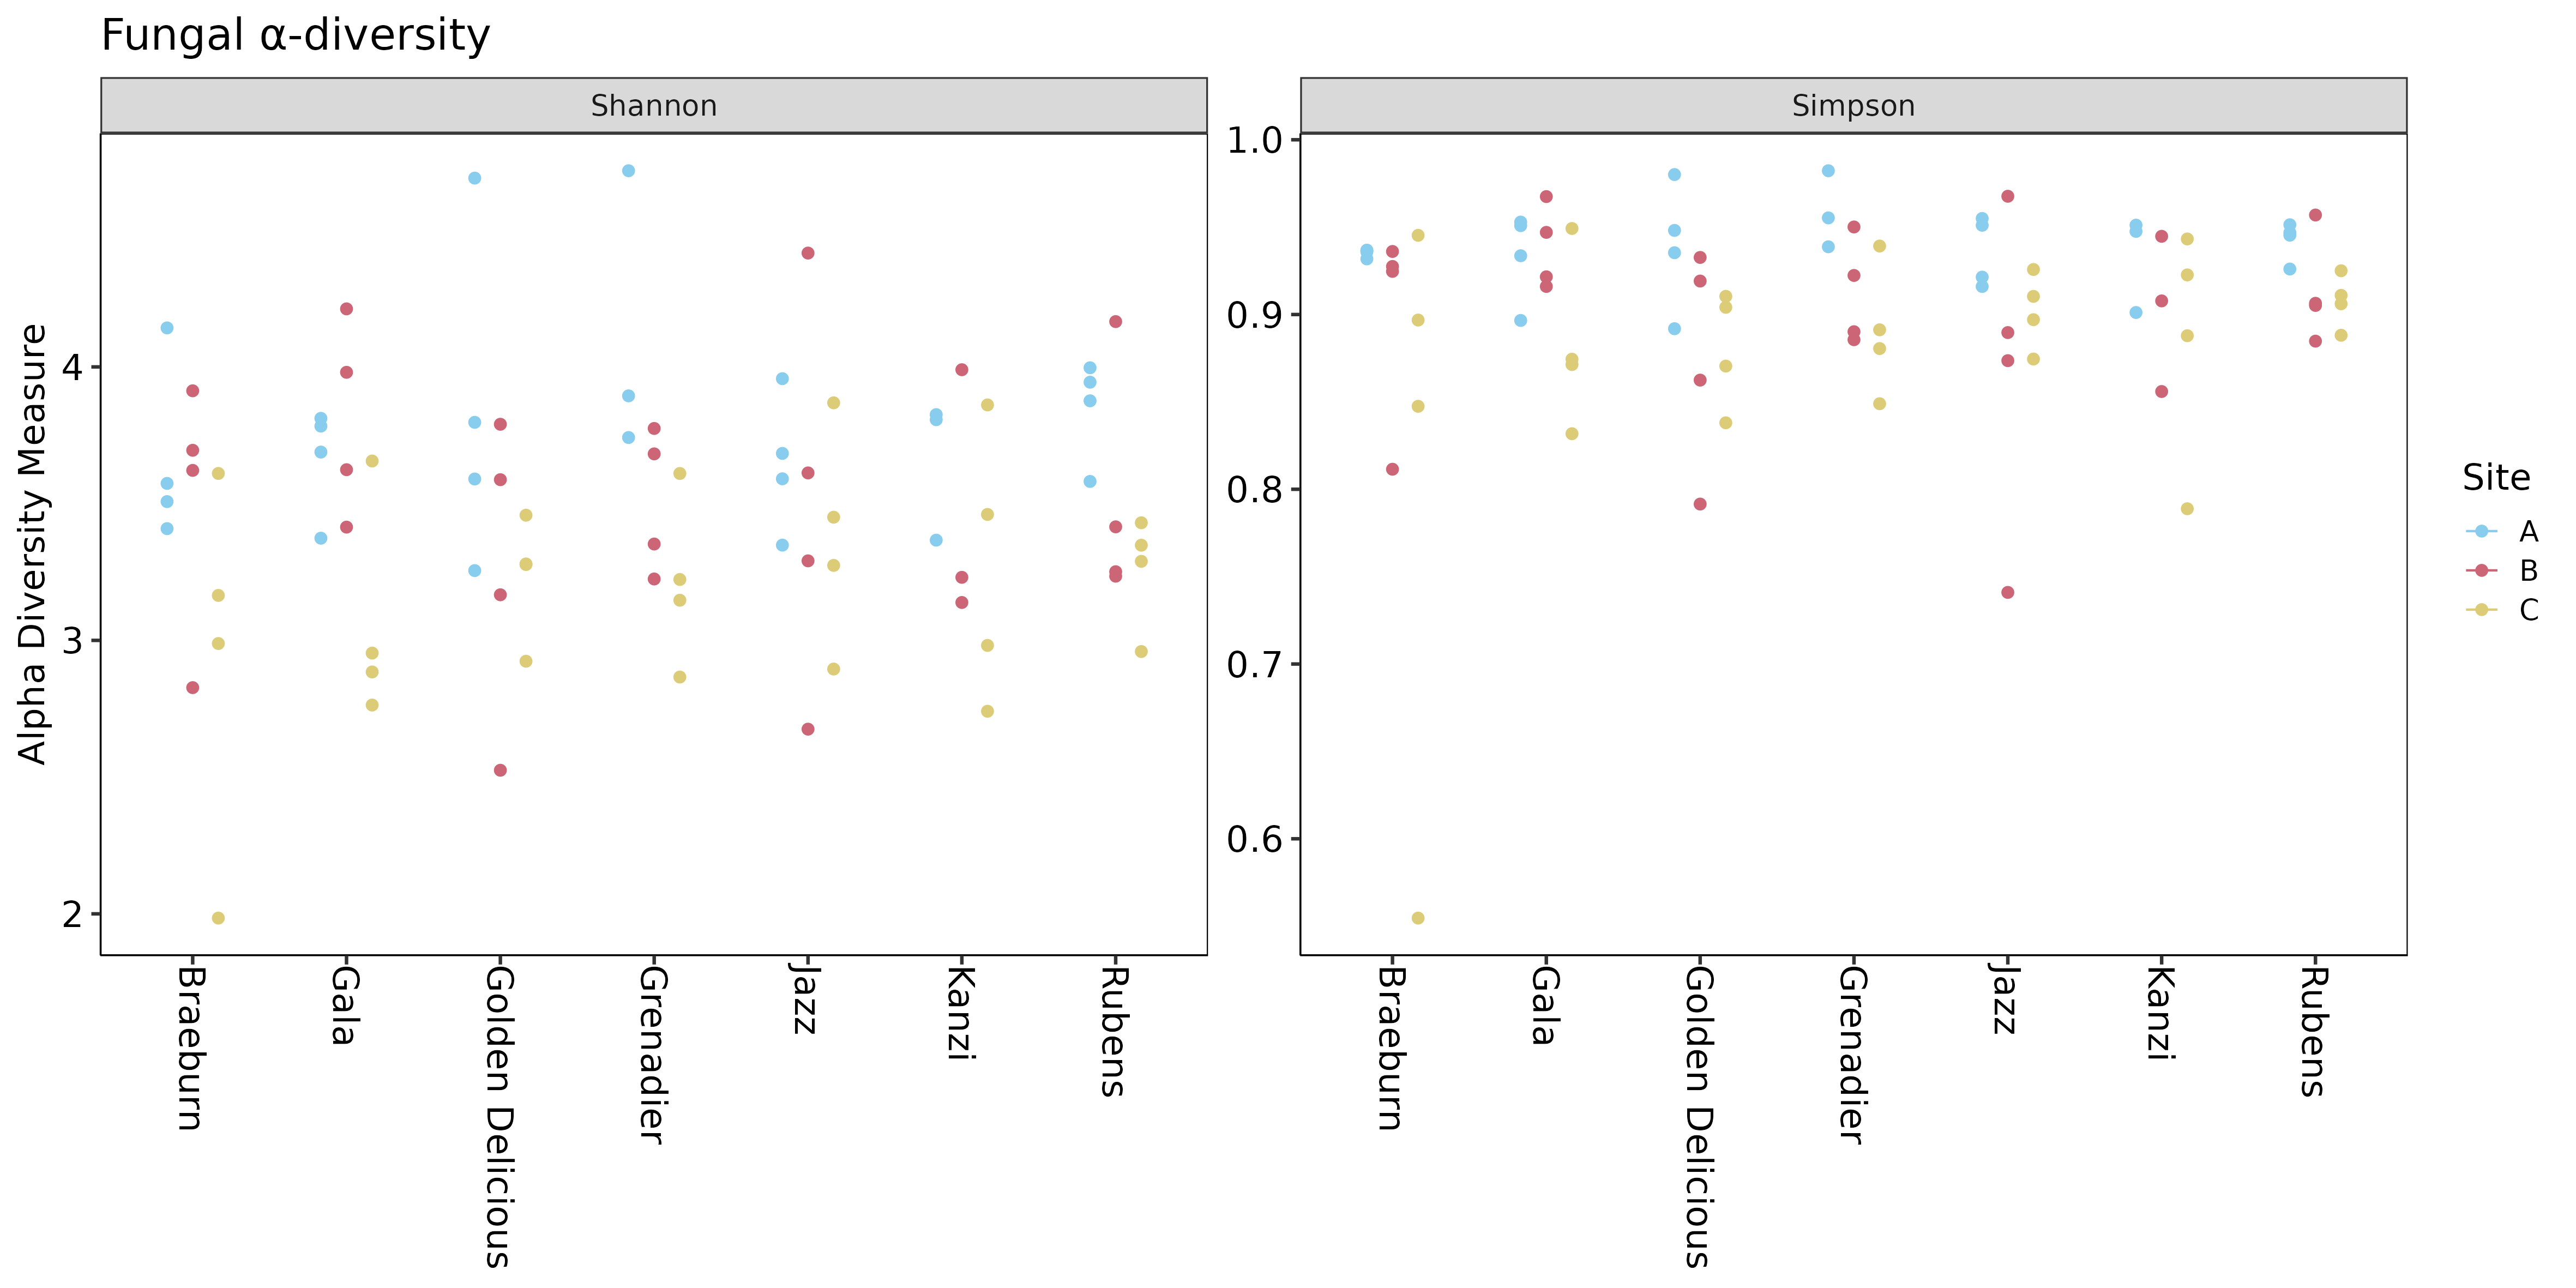 Fungal α-diversity
Shannon
Simpson
Alpha Diversity Measure
4
3
2
1.0
0.9
0.8
0.7
0.6
Braeburn
Gala
Golden Delicious
Grenadier
Jazz
Kanzi
Rubens
Braeburn
Gala
Golden Delicious
Grenadier
Jazz
Kanzi
Rubens
Site
A
B
C